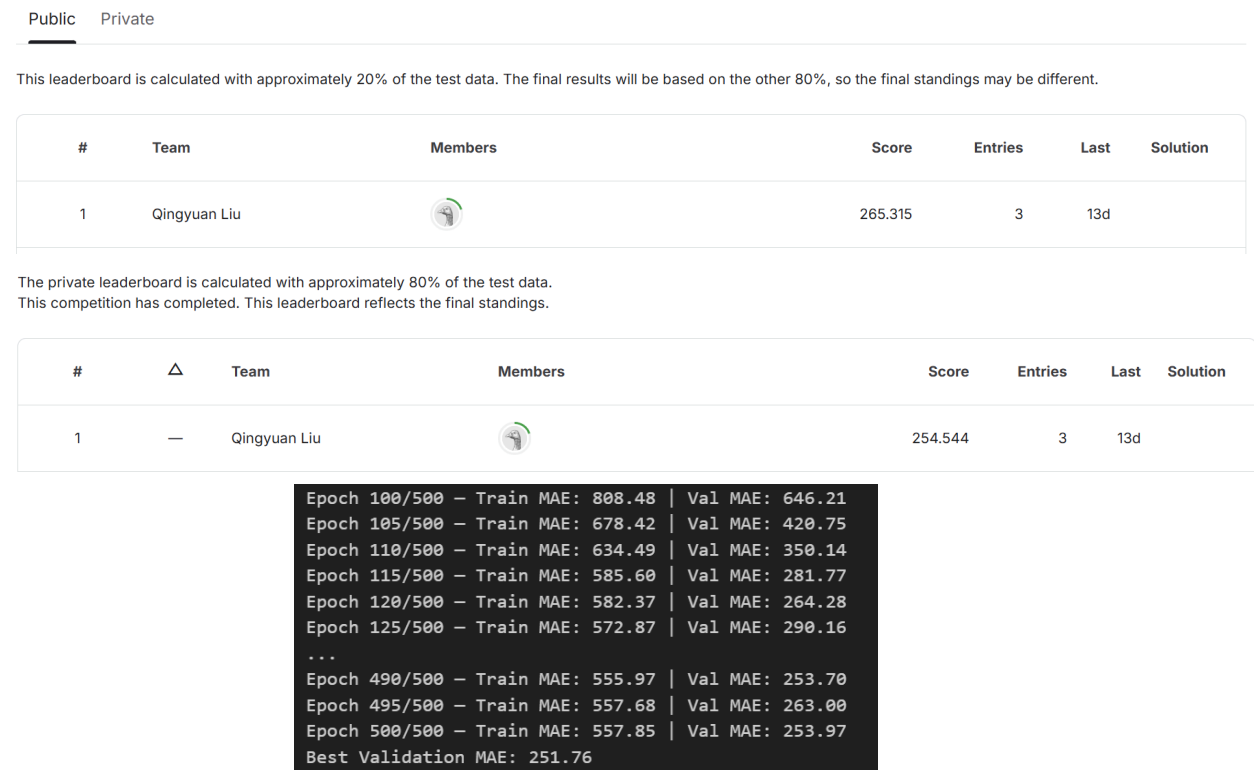 Public Private
This leaderboard is calculated with approximately 20% of the test data. The final results will be based on the other 80%, so the final standings may be different.
# Team Members Score Entries Last Solution
1 Qingyuan Liu 265.315 3 13d
The private leaderboard is calculated with approximately 80% of the test data.
This competition has completed. This leaderboard reflects the final standings.
# △ Team Members Score Entries Last Solution
1 — Qingyuan Liu 254.544 3 13d
Epoch 100/500 — Train MAE: 808.48 | Val MAE: 646.21
Epoch 105/500 — Train MAE: 678.42 | Val MAE: 420.75
Epoch 110/500 — Train MAE: 634.49 | Val MAE: 350.14
Epoch 115/500 — Train MAE: 585.60 | Val MAE: 281.77
Epoch 120/500 — Train MAE: 582.37 | Val MAE: 264.28
Epoch 125/500 — Train MAE: 572.87 | Val MAE: 290.16
...
Epoch 490/500 — Train MAE: 555.97 | Val MAE: 253.70
Epoch 495/500 — Train MAE: 557.68 | Val MAE: 263.00
Epoch 500/500 — Train MAE: 557.85 | Val MAE: 253.97
Best Validation MAE: 251.76